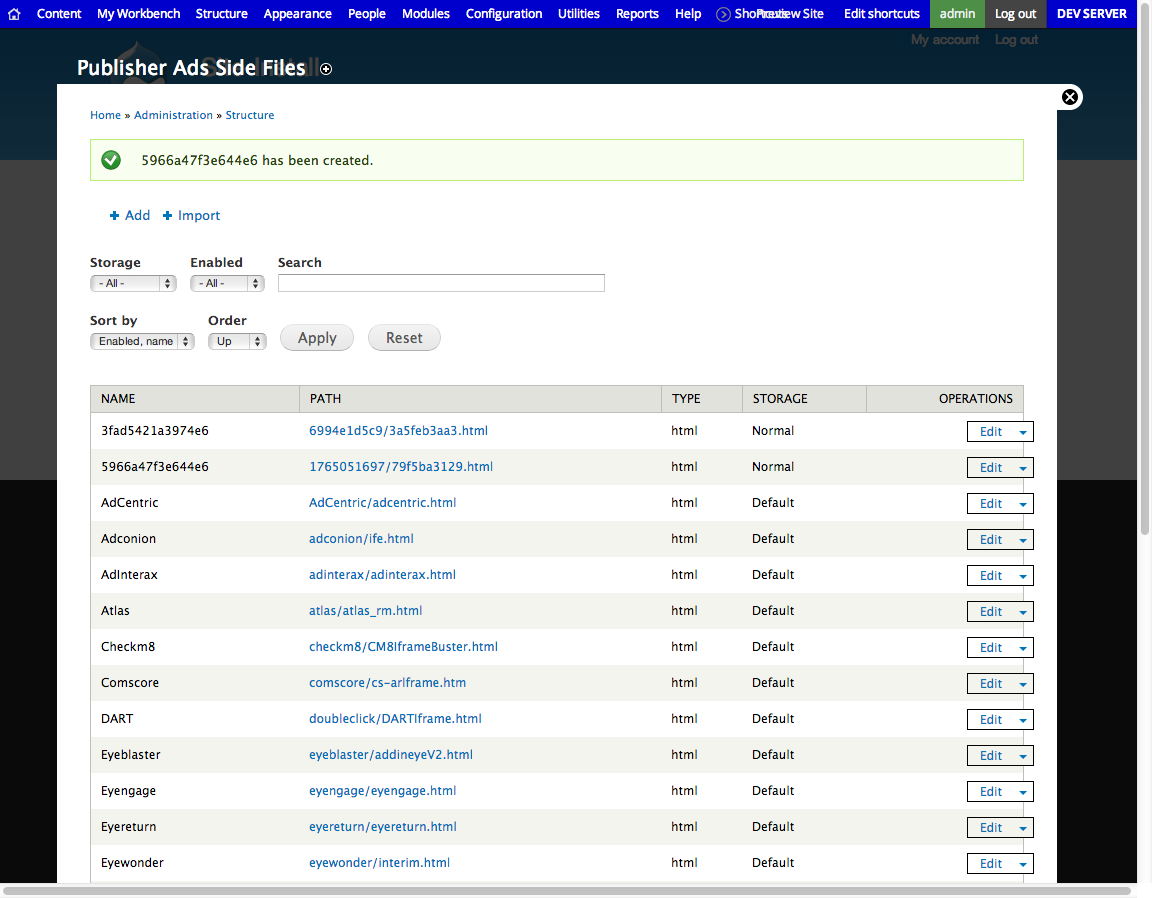 Content My Workbench Structure Appearance People Modules Configuration Utilities Reports Help Shortcuts Preview Site Edit shortcuts admin Log out DEV SERVER
My account Log out
Publisher Ads Side Files
Home » Administration » Structure
5966a47f3e644e6 has been created.
Add Import
Storage Enabled Search
- All - - All -
Sort by Order
Enabled, name Up Apply Reset
NAME PATH TYPE STORAGE OPERATIONS
3fad5421a3974e6 6994e1d5c9/3a5feb3aa3.html html Normal Edit
5966a47f3e644e6 1765051697/79f5ba3129.html html Normal Edit
AdCentric AdCentric/adcentric.html html Default Edit
Adconion adconion/ife.html html Default Edit
AdInterax adinterax/adinterax.html html Default Edit
Atlas atlas/atlas_rm.html html Default Edit
Checkm8 checkm8/CM8IframeBuster.html html Default Edit
Comscore comscore/cs-arIframe.htm html Default Edit
DART doubleclick/DARTIframe.html html Default Edit
Eyeblaster eyeblaster/addineyeV2.html html Default Edit
Eyengage eyengage/eyengage.html html Default Edit
Eyereturn eyereturn/eyereturn.html html Default Edit
Eyewonder eyewonder/interim.html html Default Edit